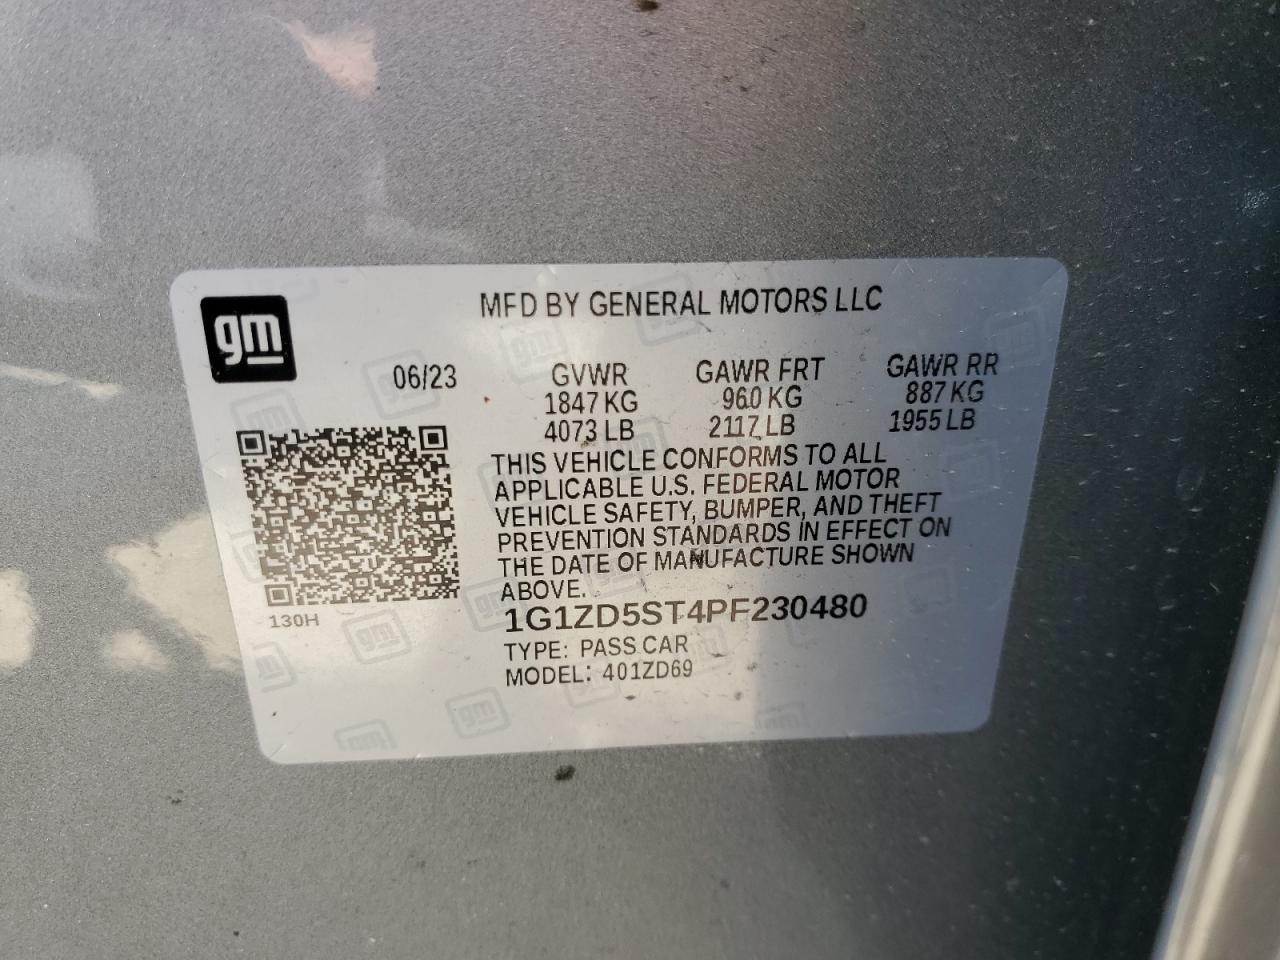 gm
MFD BY GENERAL MOTORS LLC
06/23 GVWR GAWR FRT GAWR RR
1847 KG 960 KG 887 KG
4073 LB 2117 LB 1955 LB
THIS VEHICLE CONFORMS TO ALL
APPLICABLE U.S. FEDERAL MOTOR
VEHICLE SAFETY, BUMPER, AND THEFT
PREVENTION STANDARDS IN EFFECT ON
THE DATE OF MANUFACTURE SHOWN
ABOVE.
130H
1G1ZD5ST4PF230480
TYPE: PASS CAR
MODEL: 401ZD69